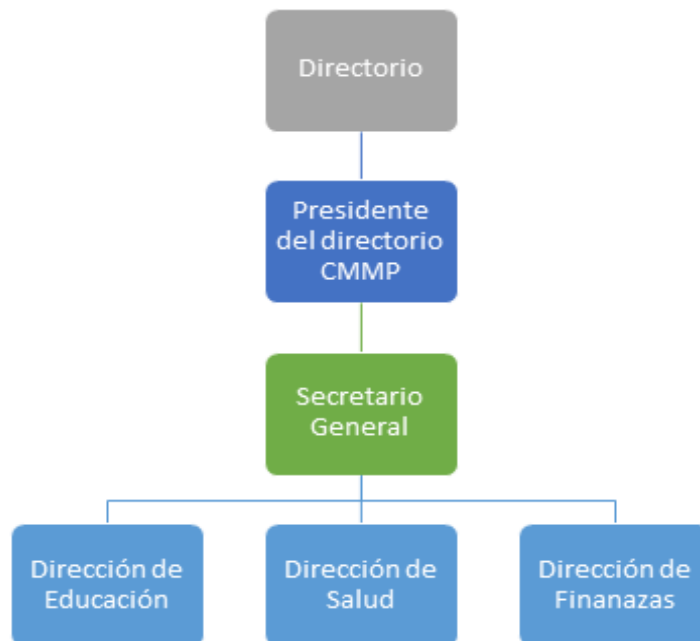 Directorio
Presidente
del directorio
CMMP
Secretario
General
Dirección de
Educación
Dirección de
Salud
Dirección de
Finanazas